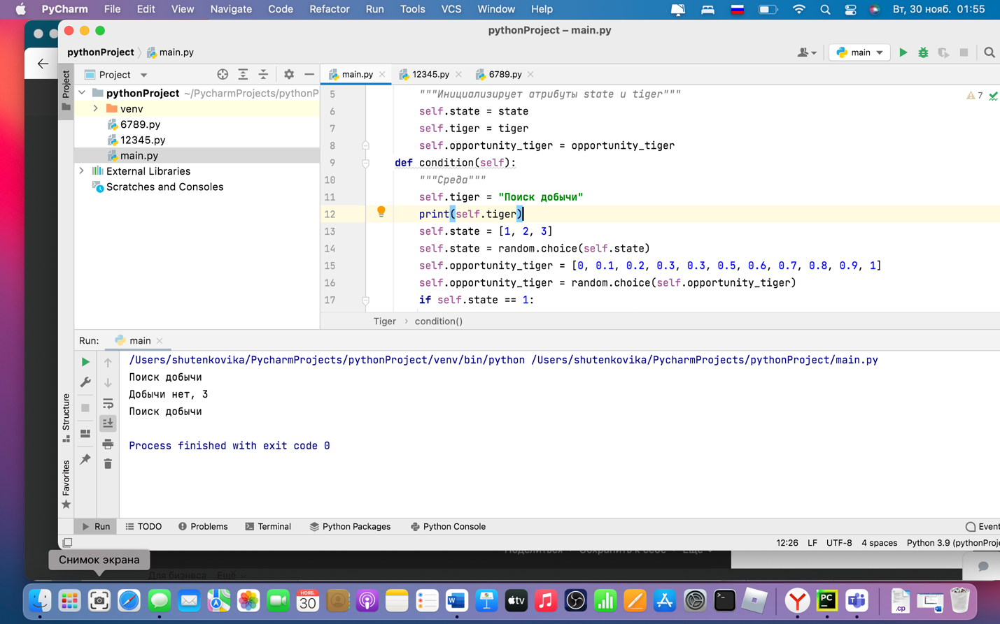 PyCharm File Edit View Navigate Code Refactor Run Tools VCS Window Help Вт, 30 нояб. 01:55
pythonProject – main.py
pythonProject main.py main
Project main.py 12345.py 6789.py
Project
pythonProject ~/PycharmProjects/pythonP
venv
6789.py
12345.py
main.py
External Libraries
Scratches and Consoles
7
5 """Инициализирует атрибуты state и tiger"""
6 self.state = state
7 self.tiger = tiger
8 self.opportunity_tiger = opportunity_tiger
9 def condition(self):
10 """Среда"""
11 self.tiger = "Поиск добычи"
12 print(self.tiger)
13 self.state = [1, 2, 3]
14 self.state = random.choice(self.state)
15 self.opportunity_tiger = [0, 0.1, 0.2, 0.3, 0.3, 0.5, 0.6, 0.7, 0.8, 0.9, 1]
16 self.opportunity_tiger = random.choice(self.opportunity_tiger)
17 if self.state == 1:
Tiger › condition()
Run: main
/Users/shutenkovika/PycharmProjects/pythonProject/venv/bin/python /Users/shutenkovika/PycharmProjects/pythonProject/main.py
Поиск добычи
Добычи нет, 3
Поиск добычи
Process finished with exit code 0
Structure
Favorites
Run TODO Problems Terminal Python Packages Python Console Event
12:26 LF UTF-8 4 spaces Python 3.9 (pythonProje
Снимок экрана
Для бизнеса Ещё
НОЯБ.
30
tv
PC
.cp